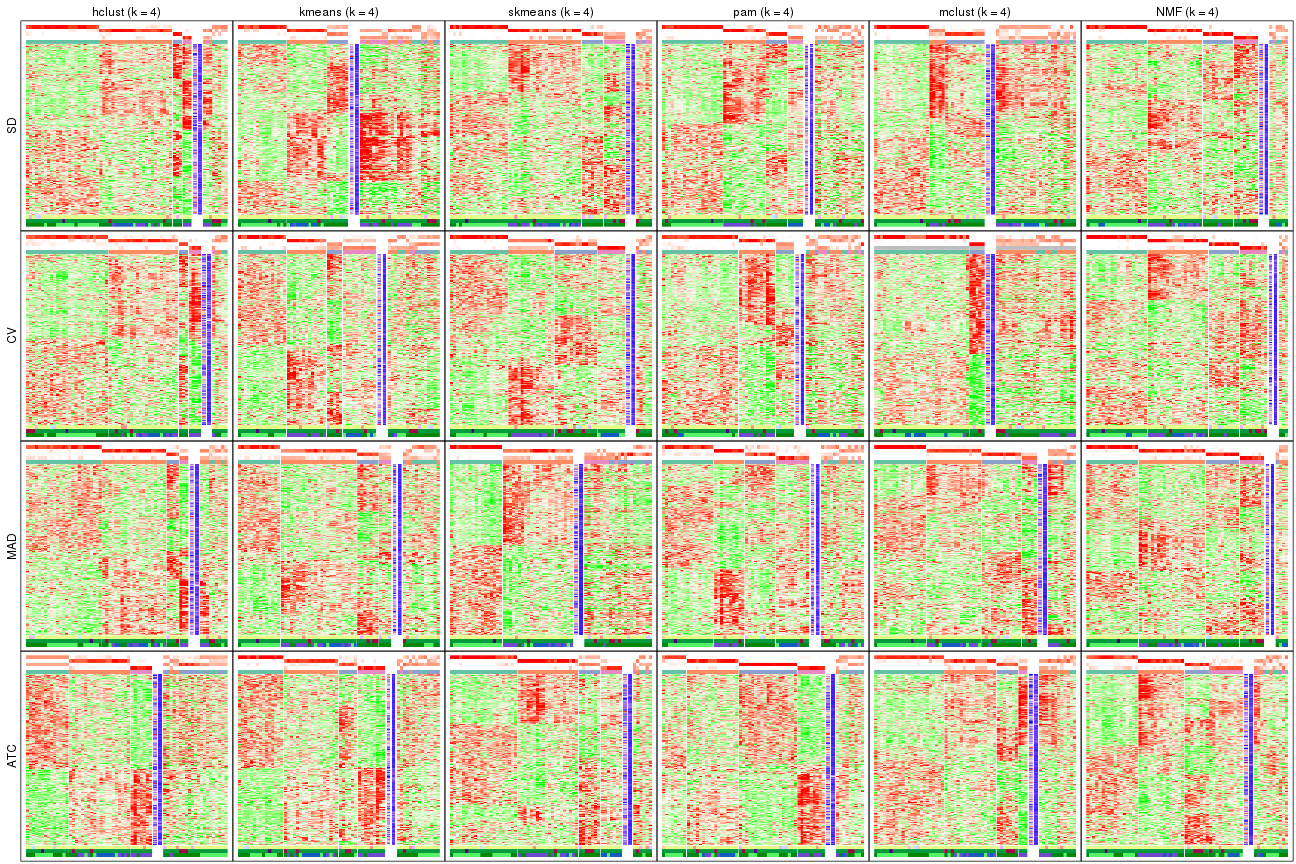 hclust (k = 4) kmeans (k = 4) skmeans (k = 4) pam (k = 4) mclust (k = 4) NMF (k = 4)
SD
CV
MAD
ATC